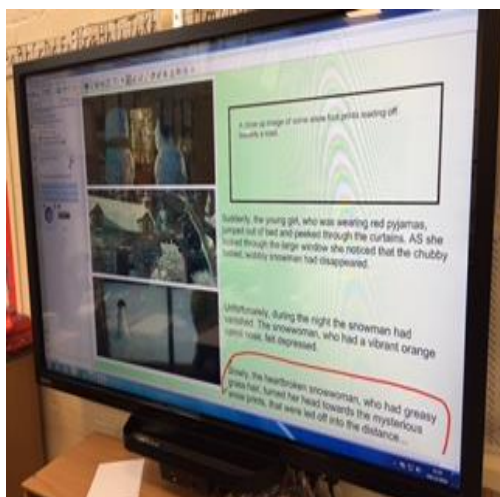 A close up image of some snow foot prints leading off
towards a road.
Suddenly, the young girl, who was wearing red pyjamas,
jumped out of bed and peeked through the curtains. AS she
looked through the large window she noticed that the chubby
bellied, wobbly snowman had disappeared.
Unfortunately, during the night the snowman had
vanished. The snowwoman, who had a vibrant orange
carrot nose, felt depressed.
Slowly, the heartbroken snowwoman, who had greasy
grass hair, turned her head towards the mysterious
snow prints, that were led off into the distance...